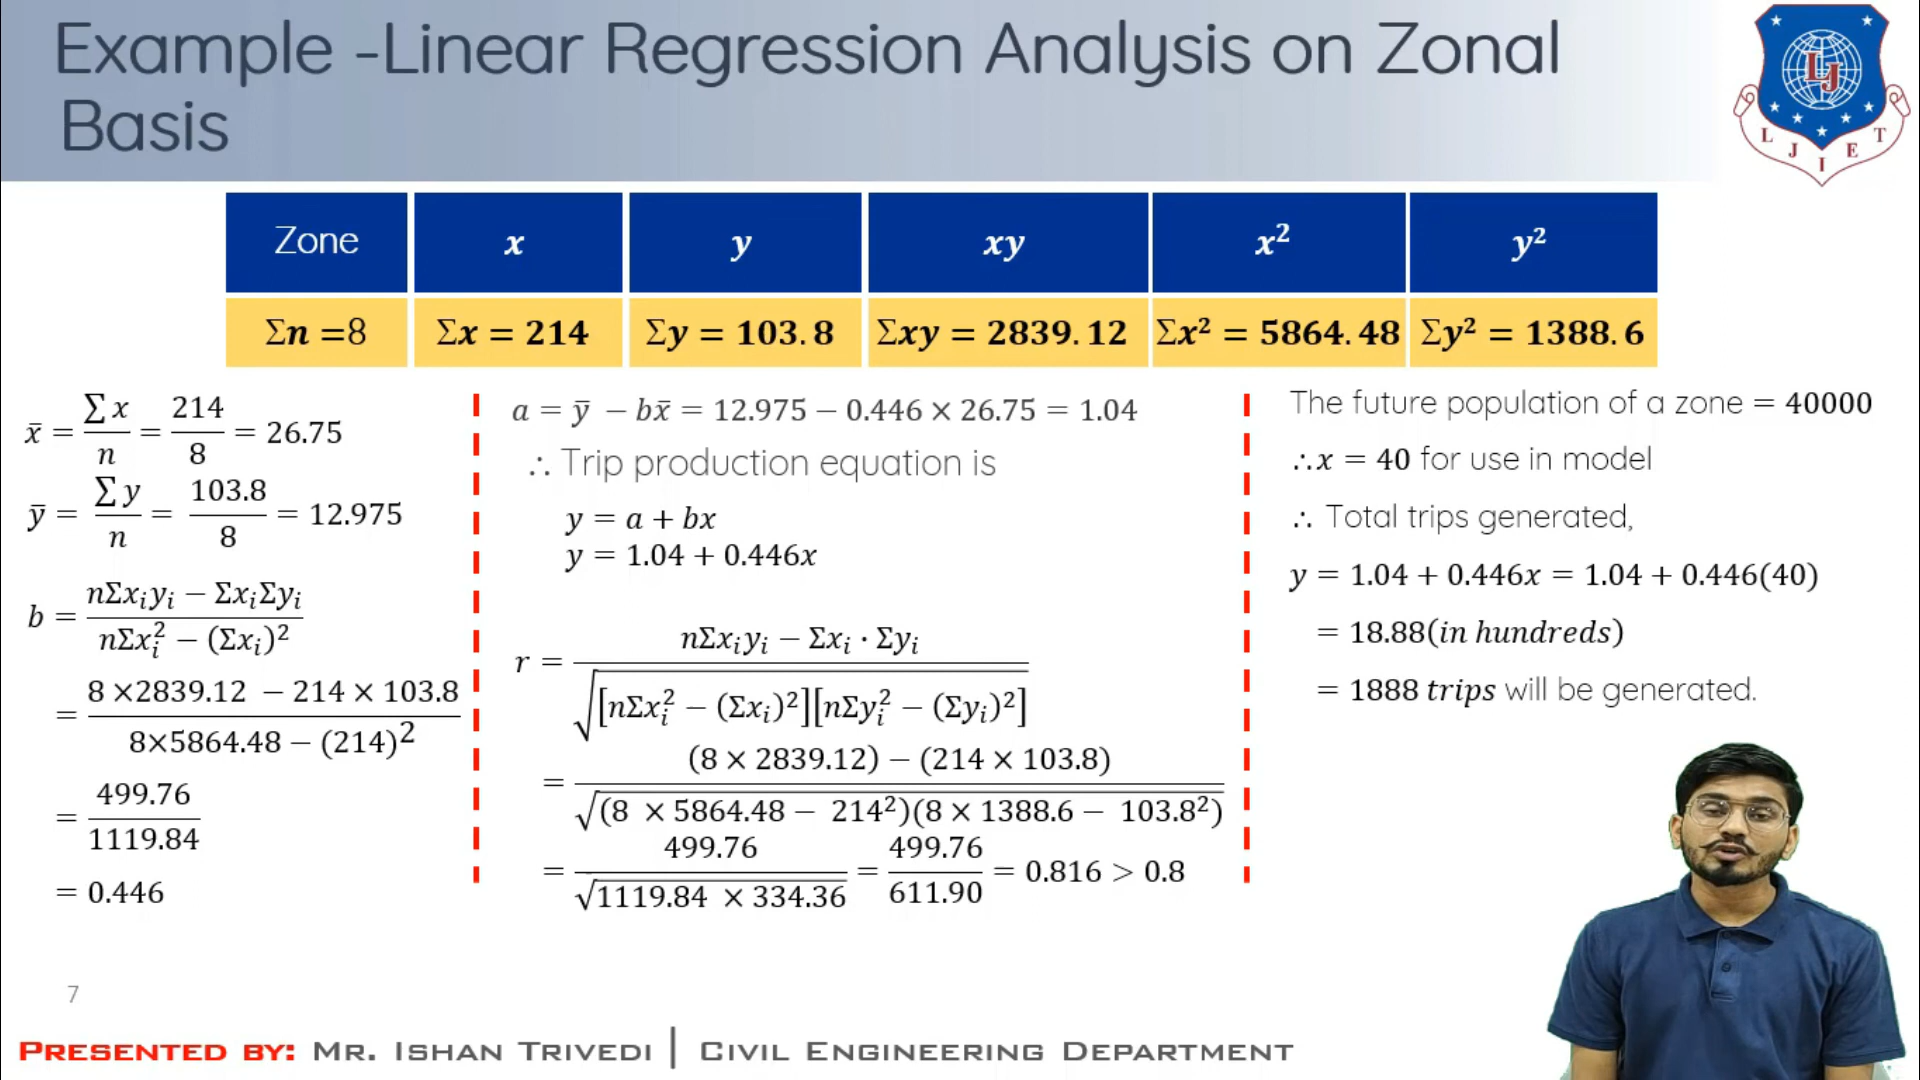 Example -Linear Regression Analysis on Zonal
Basis
L J I E T
LJ
Zone x y xy x² y²
Σn =8 Σx = 214 Σy = 103.8 Σxy = 2839.12 Σx² = 5864.48 Σy² = 1388.6
x̄ = ∑x / n = 214 / 8 = 26.75
ȳ = ∑y / n = 103.8 / 8 = 12.975
b = (nΣxᵢyᵢ − ΣxᵢΣyᵢ) / (nΣxᵢ² − (Σxᵢ)²)
= (8 ×2839.12 − 214 × 103.8) / (8×5864.48 − (214)²)
= 499.76 / 1119.84
= 0.446
a = ȳ − bx̄ = 12.975 − 0.446 × 26.75 = 1.04
∴ Trip production equation is
y = a + bx
y = 1.04 + 0.446x
r = (nΣxᵢyᵢ − Σxᵢ · Σyᵢ) / √([nΣxᵢ² − (Σxᵢ)²][nΣyᵢ² − (Σyᵢ)²])
= ((8 × 2839.12) − (214 × 103.8)) / √((8 × 5864.48 − 214²)(8 × 1388.6 − 103.8²))
= 499.76 / √(1119.84 × 334.36) = 499.76 / 611.90 = 0.816 > 0.8
The future population of a zone = 40000
∴x = 40 for use in model
∴ Total trips generated,
y = 1.04 + 0.446x = 1.04 + 0.446(40)
= 18.88(in hundreds)
= 1888 trips will be generated.
7
PRESENTED BY: MR. ISHAN TRIVEDI | CIVIL ENGINEERING DEPARTMENT